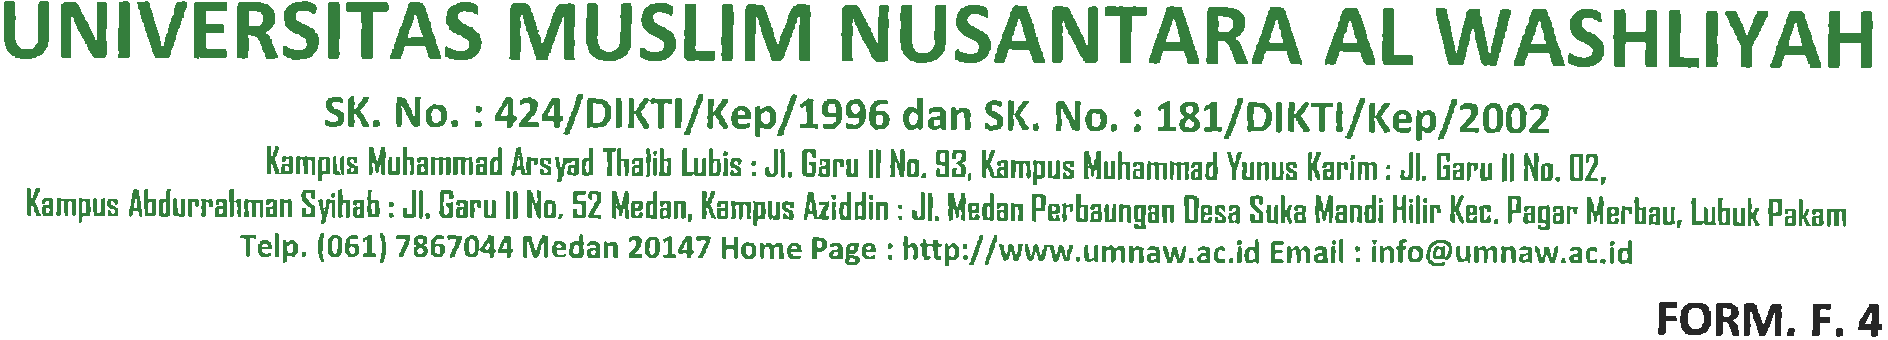 UNIVERSITAS MUSLIM NUSANTARA AL WASHLIYAH
SK. No. : 424/DIKTI/Kep/1996 dan SK. No. : 181/DIKTI/Kep/2002
Kampus Muhammad Arsyad Thalib Lubis : Jl. Garu II No. 93, Kampus Muhammad Yunus Karim : Jl. Garu II No. 02,
Kampus Abdurrahman Syihab : Jl. Garu II No. 52 Medan, Kampus Aziddin : Jl. Medan Perbaungan Desa Suka Mandi Hilir Kec. Pagar Merbau, Lubuk Pakam
Telp. (061) 7867044 Medan 20147 Home Page : http://www.umnaw.ac.id Email : info@umnaw.ac.id
FORM. F. 4